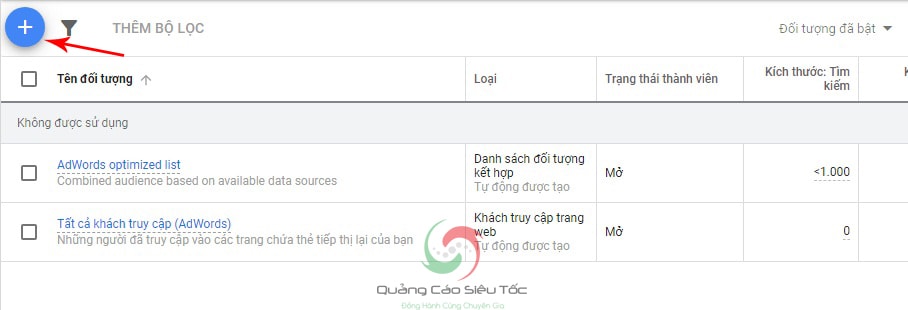 THÊM BỘ LỌC
Đối tượng đã bật
Tên đối tượng
Loại
Trạng thái thành viên
Kích thước: Tìm
kiếm
K
Không được sử dụng
AdWords optimized list
Combined audience based on available data sources
Danh sách đối tượng
kết hợp
Tự động được tạo
Mở
<1.000
Tất cả khách truy cập (AdWords)
Những người đã truy cập vào các trang chứa thẻ tiếp thị lại của bạn
Khách truy cập trang
web
Tự động được tạo
Mở
0
Quảng Cáo Siêu Tốc
Đồng Hành Cùng Chuyên Gia